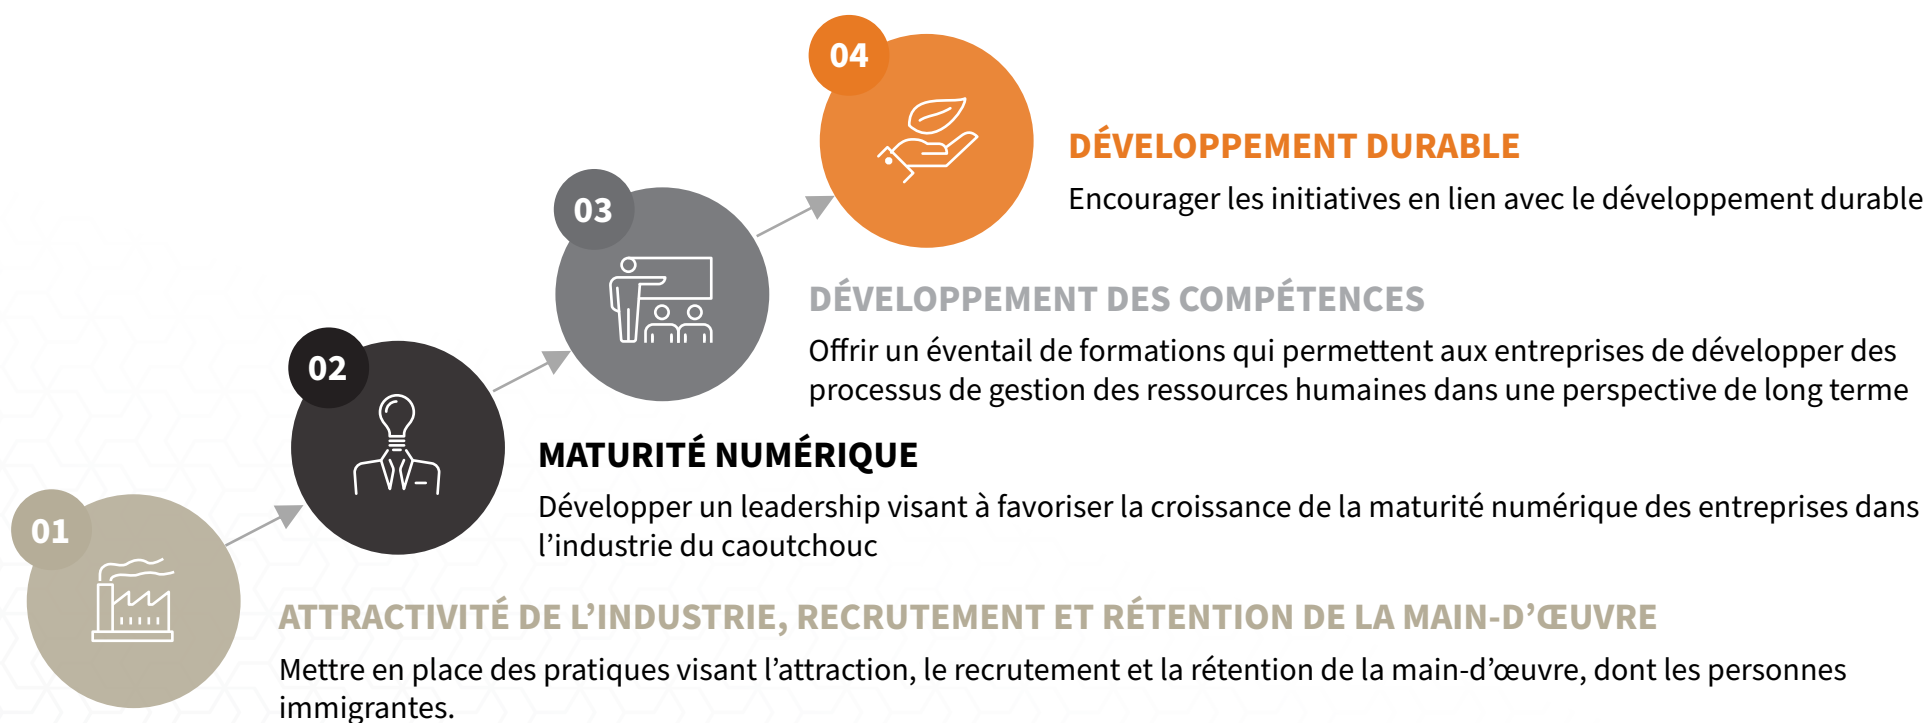 04
DÉVELOPPEMENT DURABLE
Encourager les initiatives en lien avec le développement durable
03
DÉVELOPPEMENT DES COMPÉTENCES
Offrir un éventail de formations qui permettent aux entreprises de développer des
processus de gestion des ressources humaines dans une perspective de long terme
02
MATURITÉ NUMÉRIQUE
Développer un leadership visant à favoriser la croissance de la maturité numérique des entreprises dans
l’industrie du caoutchouc
01
ATTRACTIVITÉ DE L’INDUSTRIE, RECRUTEMENT ET RÉTENTION DE LA MAIN-D’ŒUVRE
Mettre en place des pratiques visant l’attraction, le recrutement et la rétention de la main-d’œuvre, dont les personnes
immigrantes.